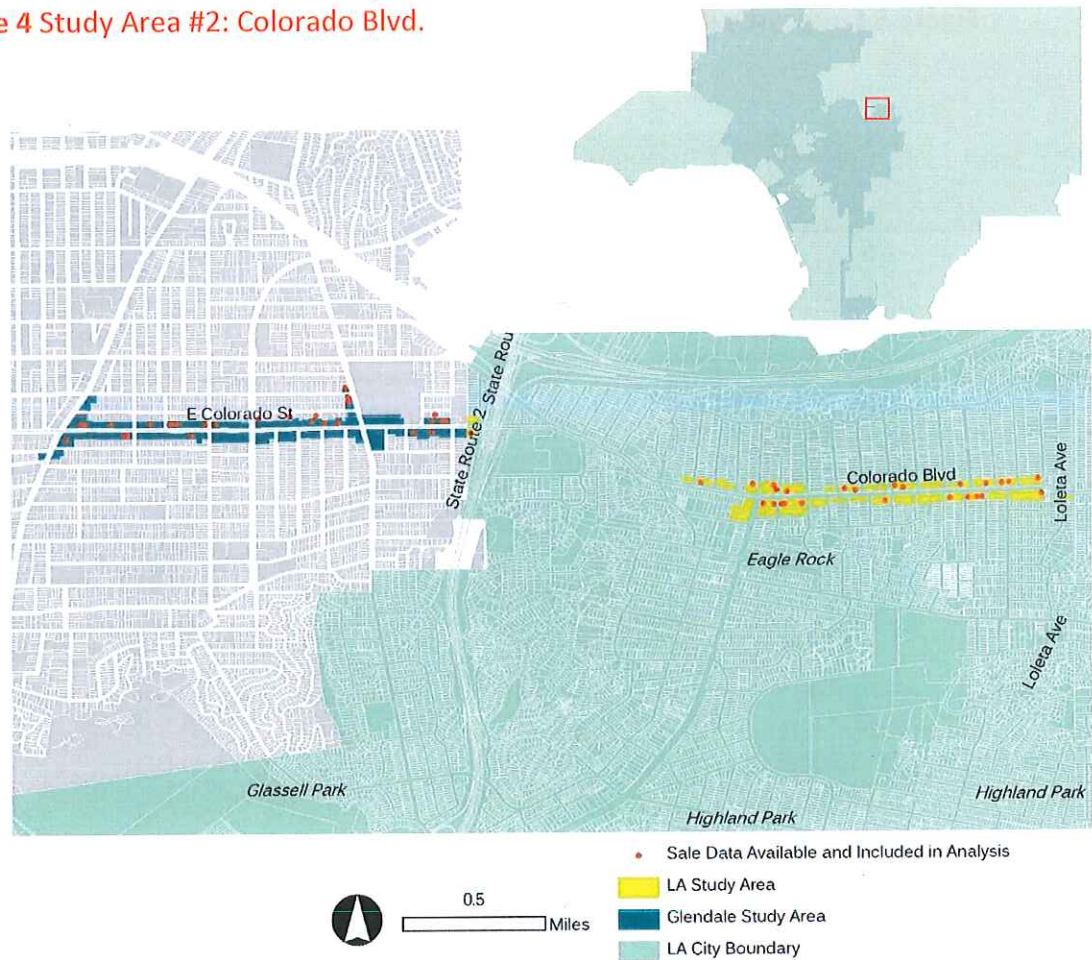 e 4 Study Area #2: Colorado Blvd.
E Colorado St
State Route 2
State Rou
Colorado Blvd
Loleta Ave
Eagle Rock
Loleta Ave
Glassell Park
Highland Park
Highland Park
Sale Data Available and Included in Analysis
LA Study Area
0.5
Miles
Glendale Study Area
LA City Boundary